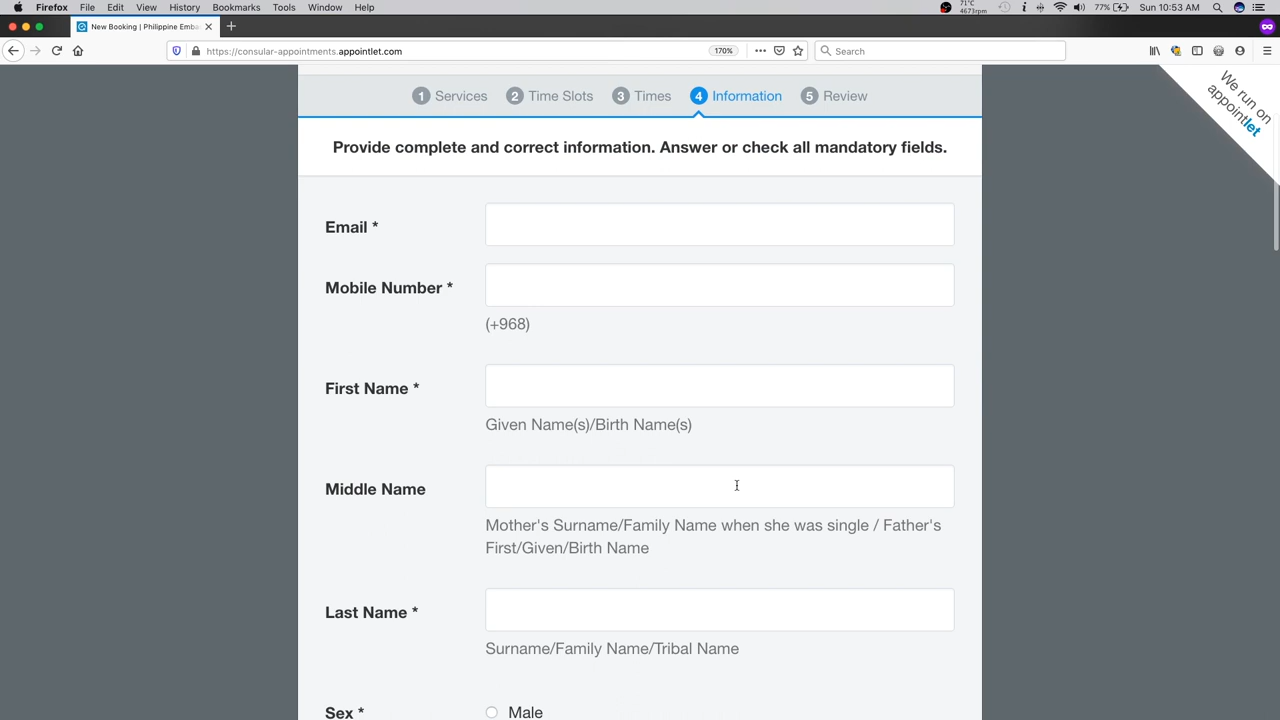 Firefox File Edit View History Bookmarks Tools Window Help 71°C 4673rpm 77% Sun 10:53 AM
New Booking | Philippine Emba
https://consular-appointments.appointlet.com 170% Search
We run on
appointlet
1 Services 2 Time Slots 3 Times 4 Information 5 Review
Provide complete and correct information. Answer or check all mandatory fields.
Email *
Mobile Number *
(+968)
First Name *
Given Name(s)/Birth Name(s)
Middle Name
Mother's Surname/Family Name when she was single / Father's
First/Given/Birth Name
Last Name *
Surname/Family Name/Tribal Name
Sex * Male